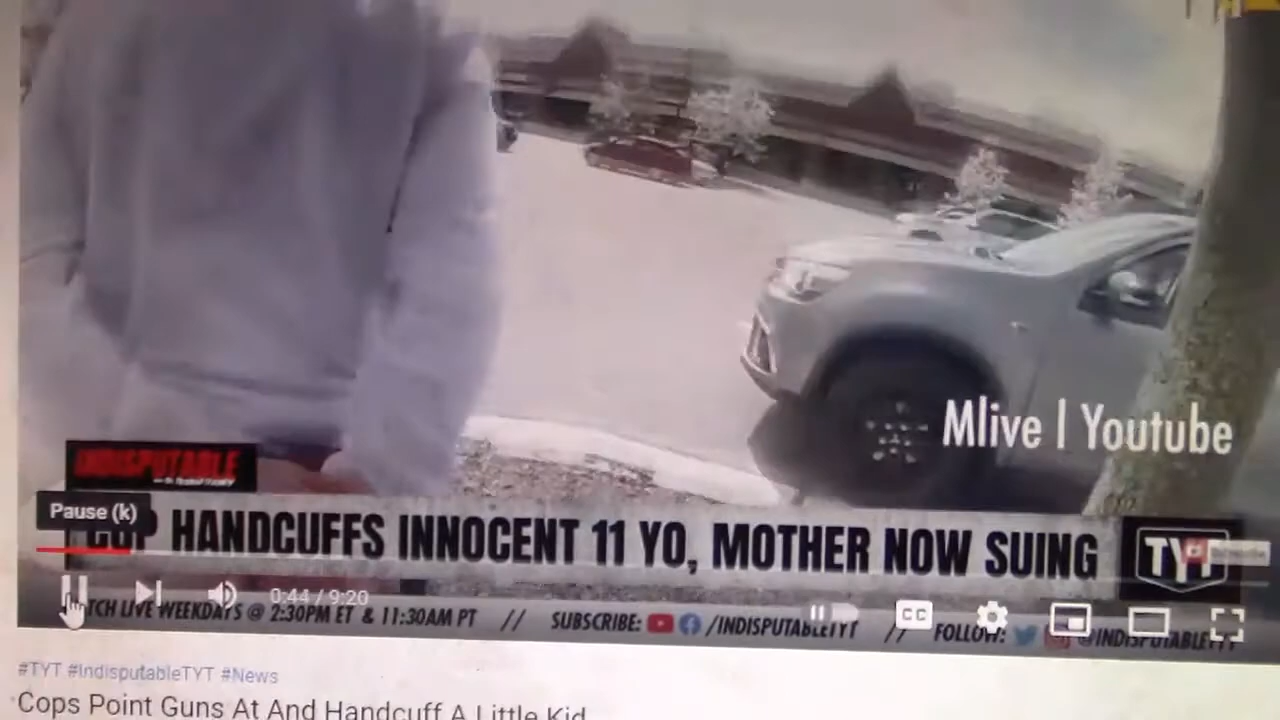 Mlive | Youtube
INDISPUTABLE
Pause (k)
COP HANDCUFFS INNOCENT 11 YO, MOTHER NOW SUING
TYT
0:44 / 9:20
TCH LIVE WEEKDAYS @ 2:30PM ET & 11:30AM PT // SUBSCRIBE: /INDISPUTABLETYT // FOLLOW: @INDISPUTABLETYT
CC
#TYT #IndisputableTYT #News
Cops Point Guns At And Handcuff A Little Kid